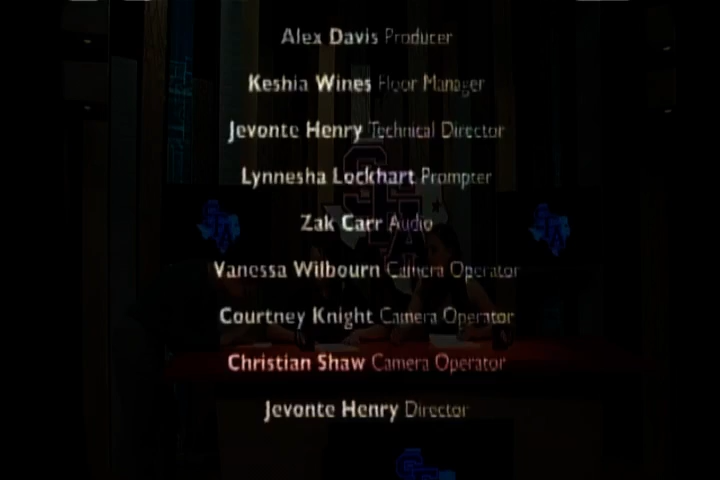 Alex Davis Producer
Keshia Wines Floor Manager
Jevonte Henry Technical Director
Lynnesha Lockhart Prompter
Zak Carr Audio
Vanessa Wilbourn Camera Operator
Courtney Knight Camera Operator
Christian Shaw Camera Operator
Jevonte Henry Director
SFA